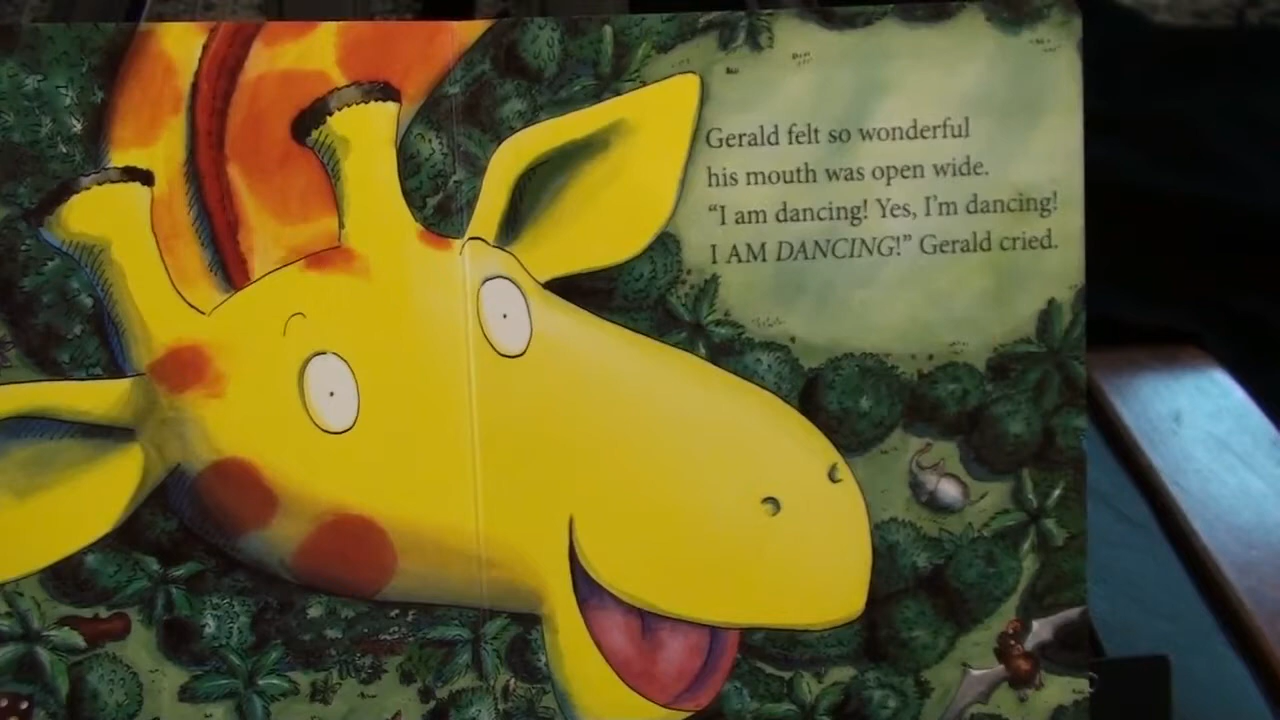 Gerald felt so wonderful
his mouth was open wide.
“I am dancing! Yes, I’m dancing!
I AM DANCING!” Gerald cried.